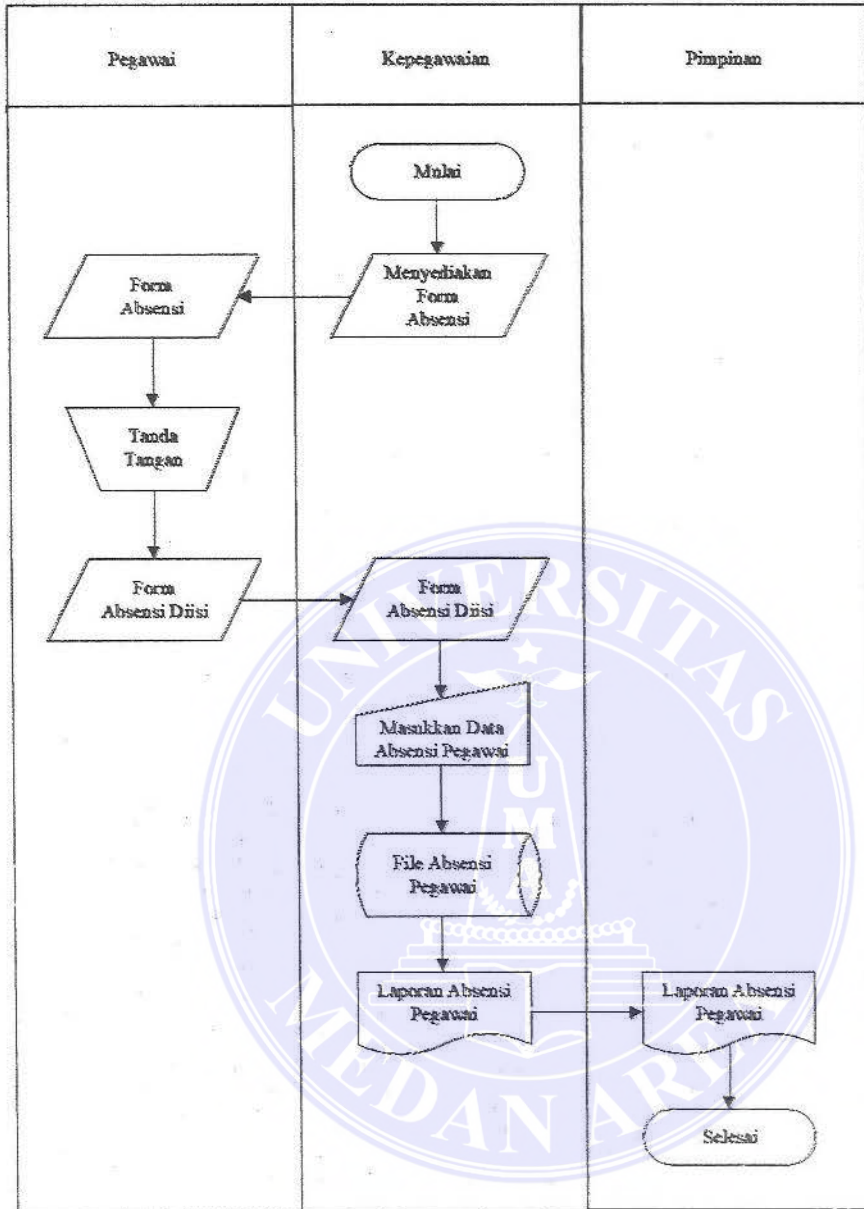 Pegawai
Kepegawaian
Pimpinan
Mulai
Menyediakan
Form
Absensi
Form
Absensi
Tanda
Tangan
Form
Absensi Diisi
Form
Absensi Diisi
Masukkan Data
Absensi Pegawai
File Absensi
Pegawai
Laporan Absensi
Pegawai
Laporan Absensi
Pegawai
Selesai
UNIVERSITAS
UMA
MEDAN AREA